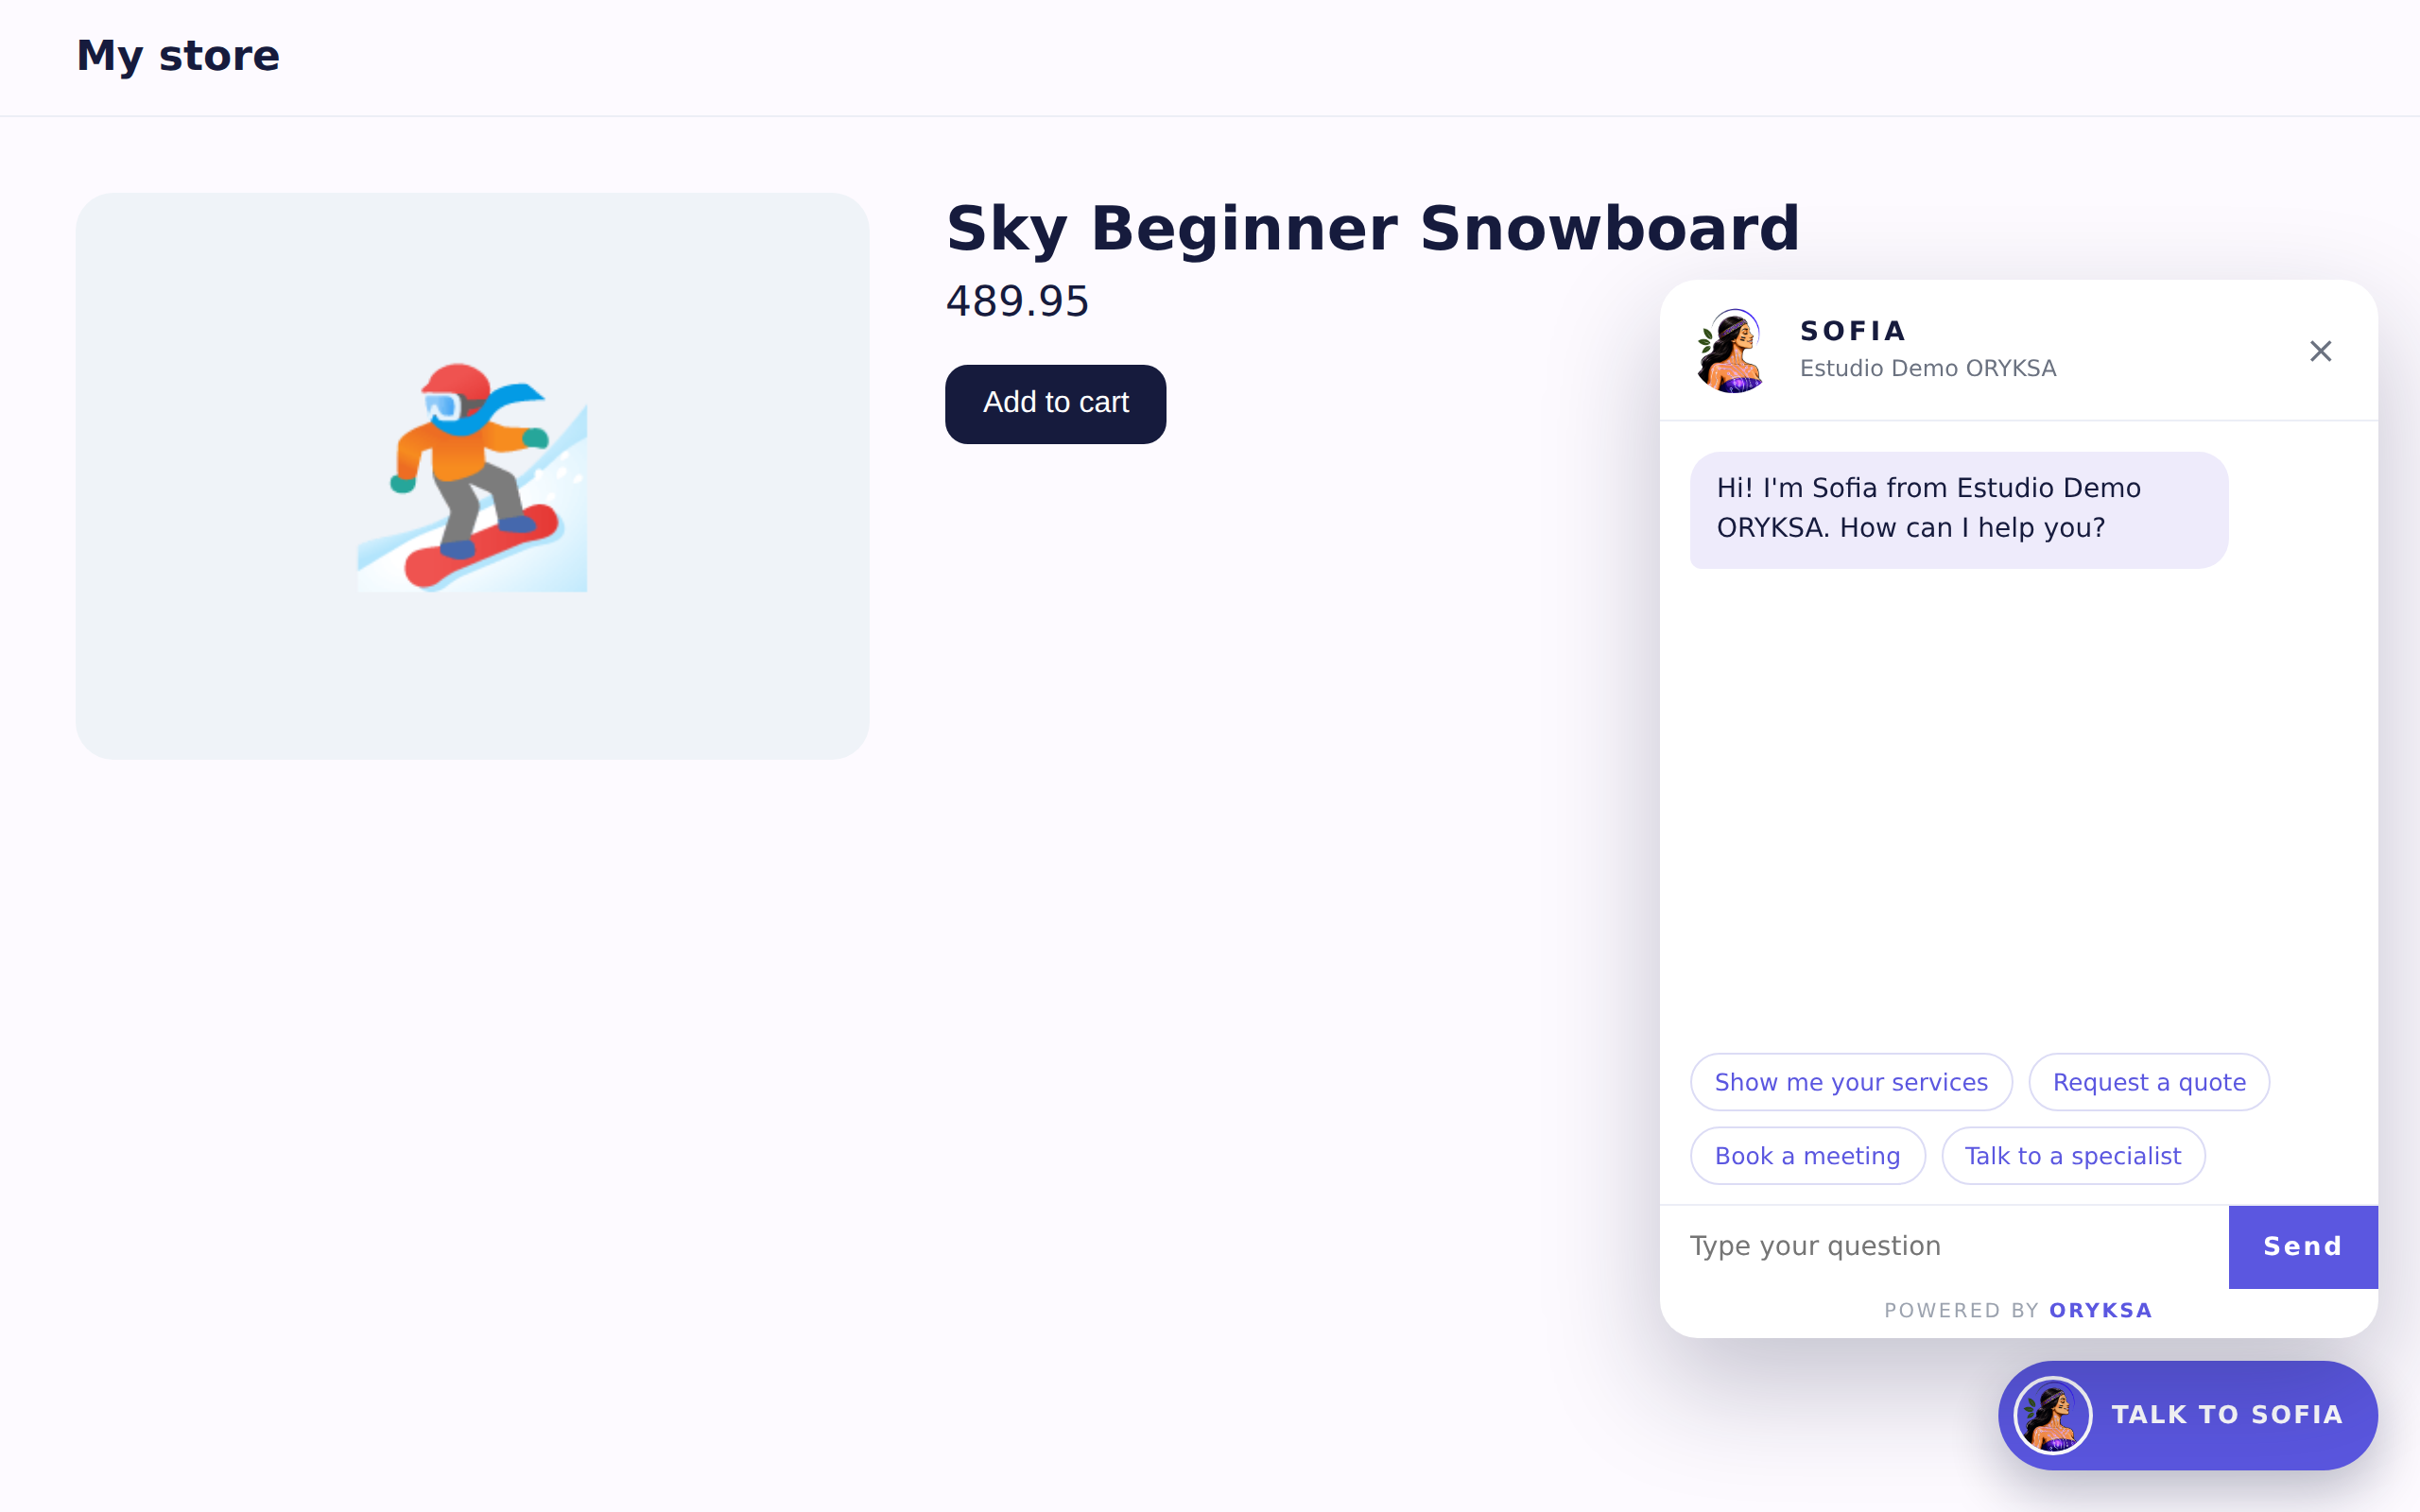 My store
Sky Beginner Snowboard
489.95
Add to cart
SOFIA
Estudio Demo ORYKSA
×
Hi! I'm Sofia from Estudio Demo
ORYKSA. How can I help you?
Show me your services
Request a quote
Book a meeting
Talk to a specialist
Type your question
Send
POWERED BY ORYKSA
TALK TO SOFIA